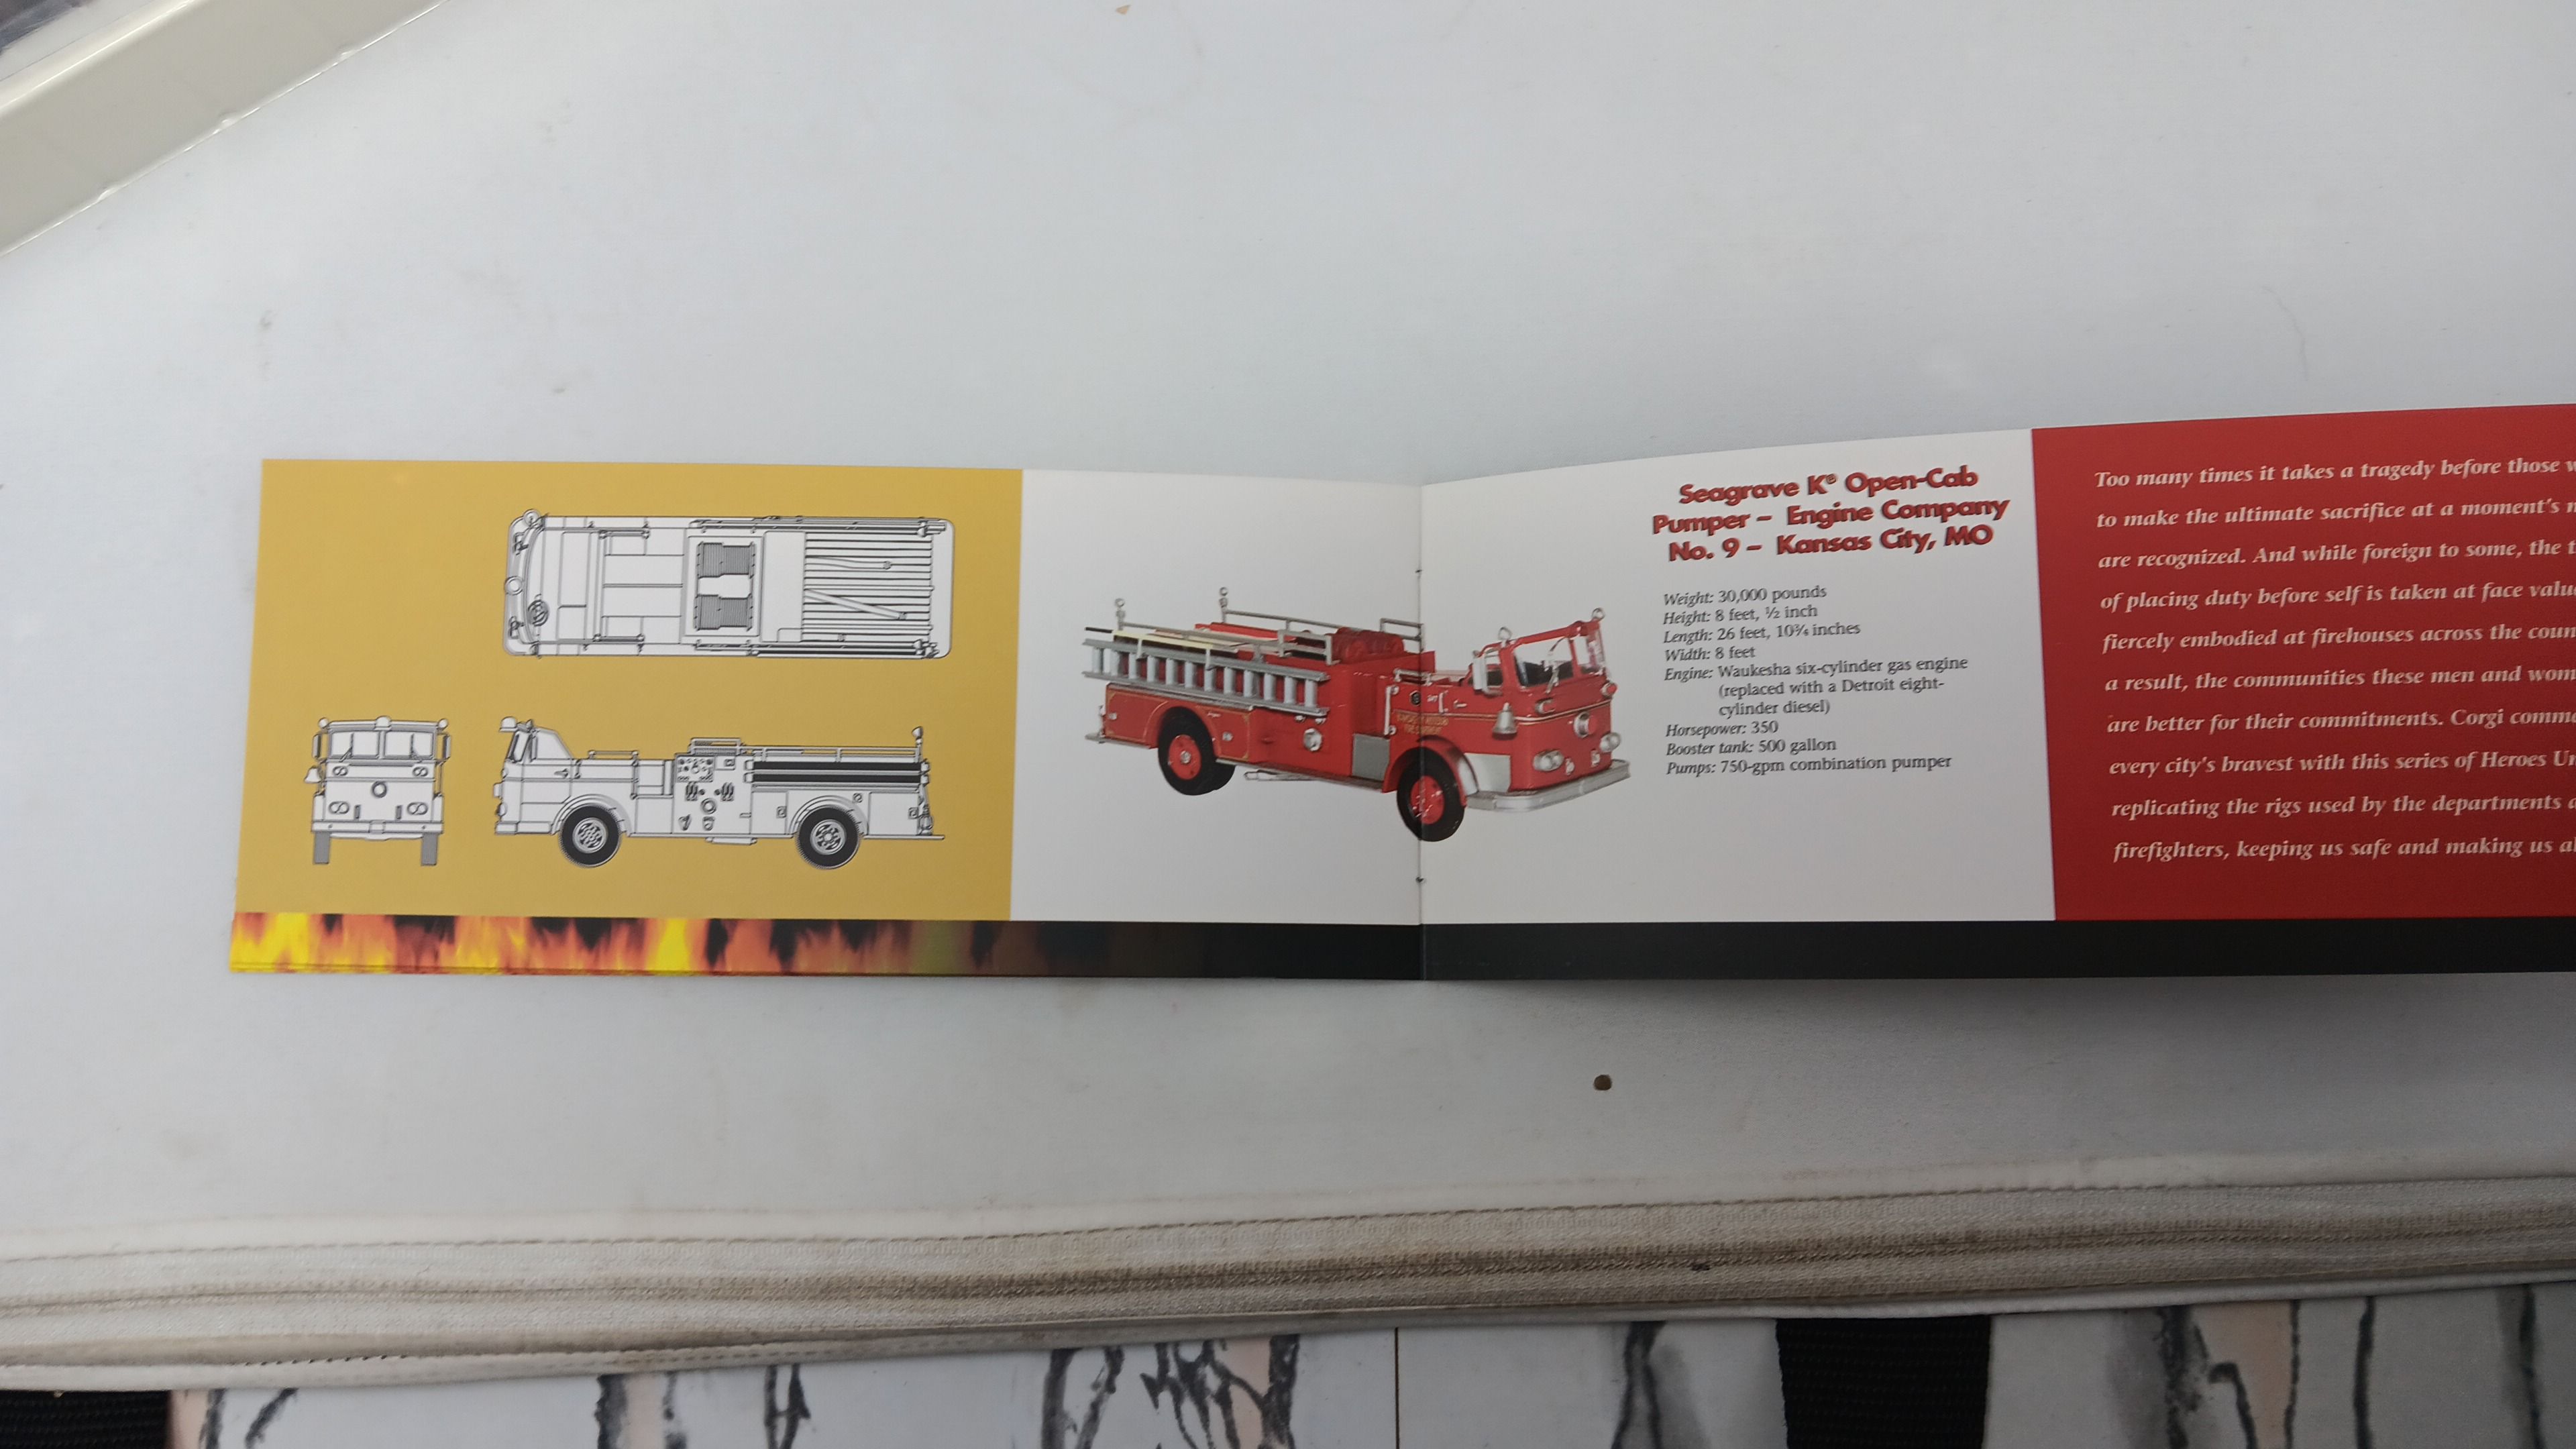 Seagrave K® Open-Cab
Pumper – Engine Company
No. 9 – Kansas City, MO
Weight: 30,000 pounds
Height: 8 feet, ½ inch
Length: 26 feet, 10¾ inches
Width: 8 feet
Engine: Waukesha six-cylinder gas engine
(replaced with a Detroit eight-
cylinder diesel)
Horsepower: 350
Booster tank: 500 gallon
Pumps: 750-gpm combination pumper
Too many times it takes a tragedy before those
to make the ultimate sacrifice at a moment's
are recognized. And while foreign to some, the
of placing duty before self is taken at face
fiercely embodied at firehouses across the
a result, the communities these men and
are better for their commitments. Corgi
every city's bravest with this series of Heroes
replicating the rigs used by the departments
firefighters, keeping us safe and making us